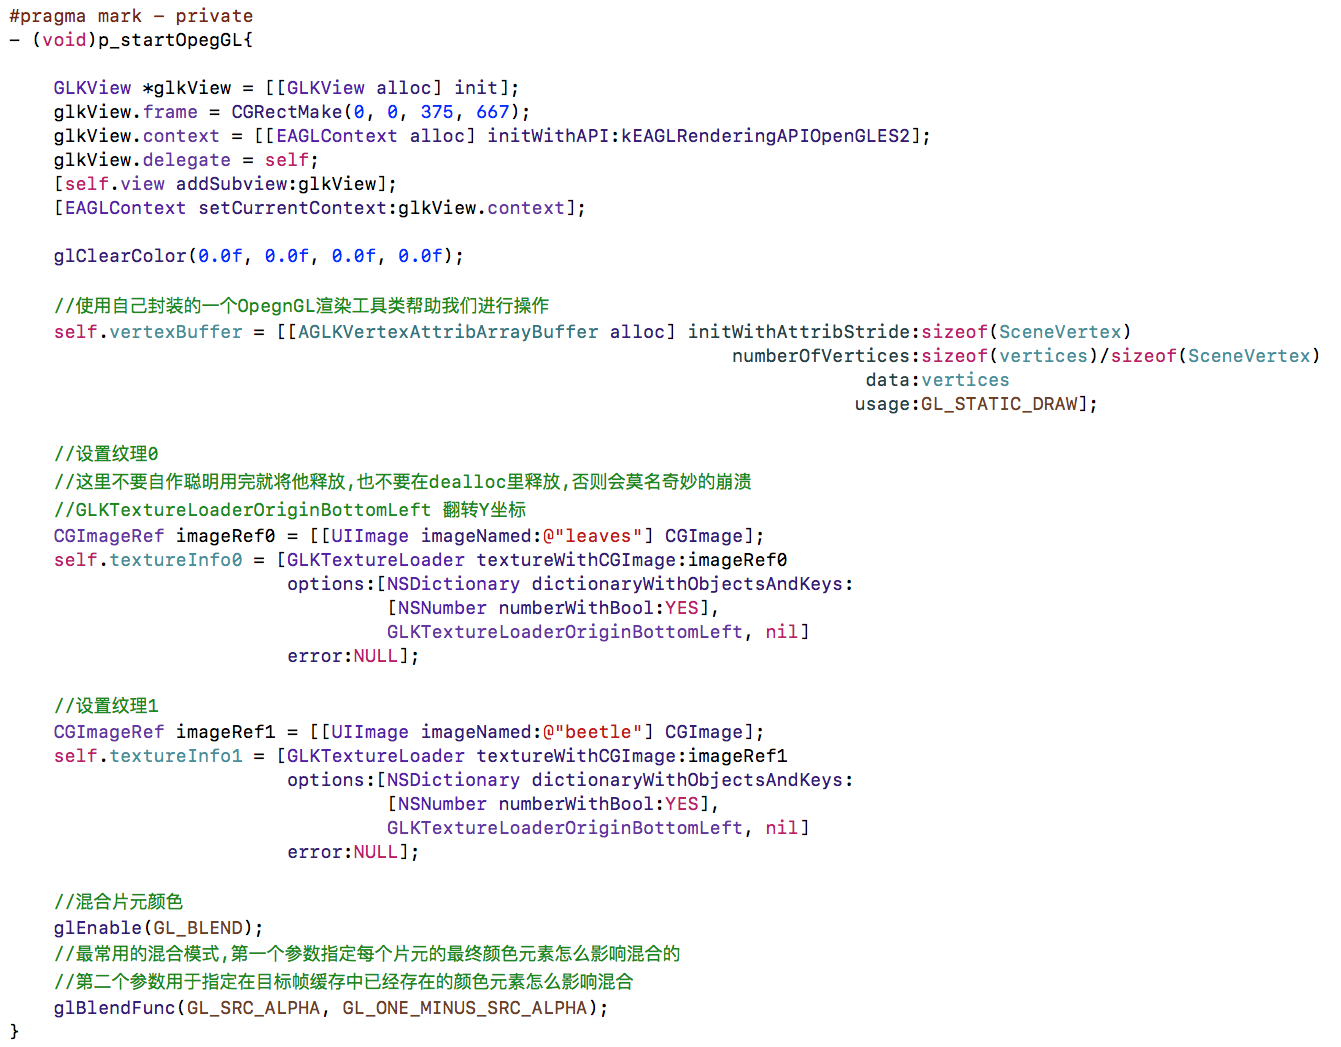 #pragma mark - private
- (void)p_startOpegGL{
GLKView *glkView = [[GLKView alloc] init];
glkView.frame = CGRectMake(0, 0, 375, 667);
glkView.context = [[EAGLContext alloc] initWithAPI:kEAGLRenderingAPIOpenGLES2];
glkView.delegate = self;
[self.view addSubview:glkView];
[EAGLContext setCurrentContext:glkView.context];
glClearColor(0.0f, 0.0f, 0.0f, 0.0f);
//使用自己封装的一个OpegnGL渲染工具类帮助我们进行操作
self.vertexBuffer = [[AGLKVertexAttribArrayBuffer alloc] initWithAttribStride:sizeof(SceneVertex)
numberOfVertices:sizeof(vertices)/sizeof(SceneVertex)
data:vertices
usage:GL_STATIC_DRAW];
//设置纹理0
//这里不要自作聪明用完就将他释放,也不要在dealloc里释放,否则会莫名奇妙的崩溃
//GLKTextureLoaderOriginBottomLeft 翻转Y坐标
CGImageRef imageRef0 = [[UIImage imageNamed:@"leaves"] CGImage];
self.textureInfo0 = [GLKTextureLoader textureWithCGImage:imageRef0
options:[NSDictionary dictionaryWithObjectsAndKeys:
[NSNumber numberWithBool:YES],
GLKTextureLoaderOriginBottomLeft, nil]
error:NULL];
//设置纹理1
CGImageRef imageRef1 = [[UIImage imageNamed:@"beetle"] CGImage];
self.textureInfo1 = [GLKTextureLoader textureWithCGImage:imageRef1
options:[NSDictionary dictionaryWithObjectsAndKeys:
[NSNumber numberWithBool:YES],
GLKTextureLoaderOriginBottomLeft, nil]
error:NULL];
//混合片元颜色
glEnable(GL_BLEND);
//最常用的混合模式,第一个参数指定每个片元的最终颜色元素怎么影响混合的
//第二个参数用于指定在目标帧缓存中已经存在的颜色元素怎么影响混合
glBlendFunc(GL_SRC_ALPHA, GL_ONE_MINUS_SRC_ALPHA);
}